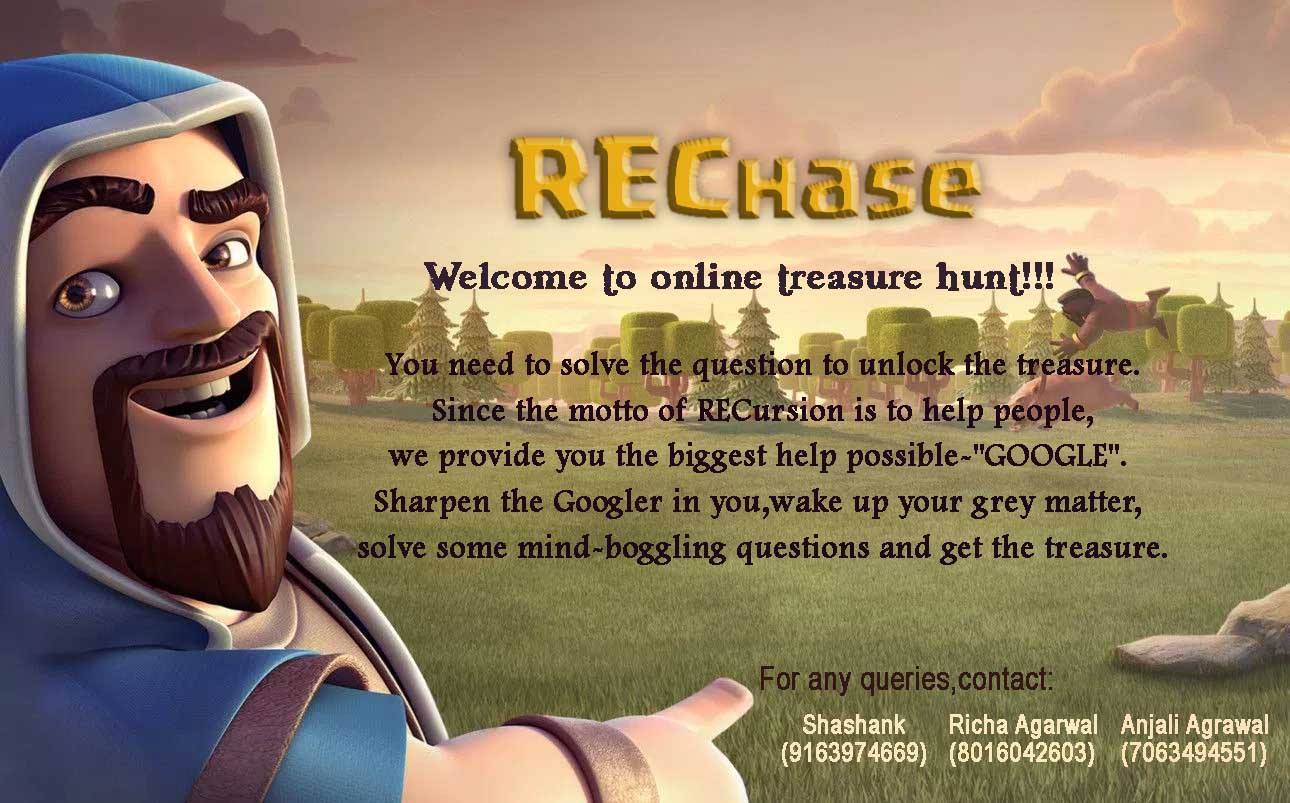 REChase
Welcome to online treasure hunt!!!
You need to solve the question to unlock the treasure.
Since the motto of RECursion is to help people,
we provide you the biggest help possible-"GOOGLE".
Sharpen the Googler in you,wake up your grey matter,
solve some mind-boggling questions and get the treasure.
For any queries,contact:
Shashank Richa Agarwal Anjali Agrawal
(9163974669) (8016042603) (7063494551)